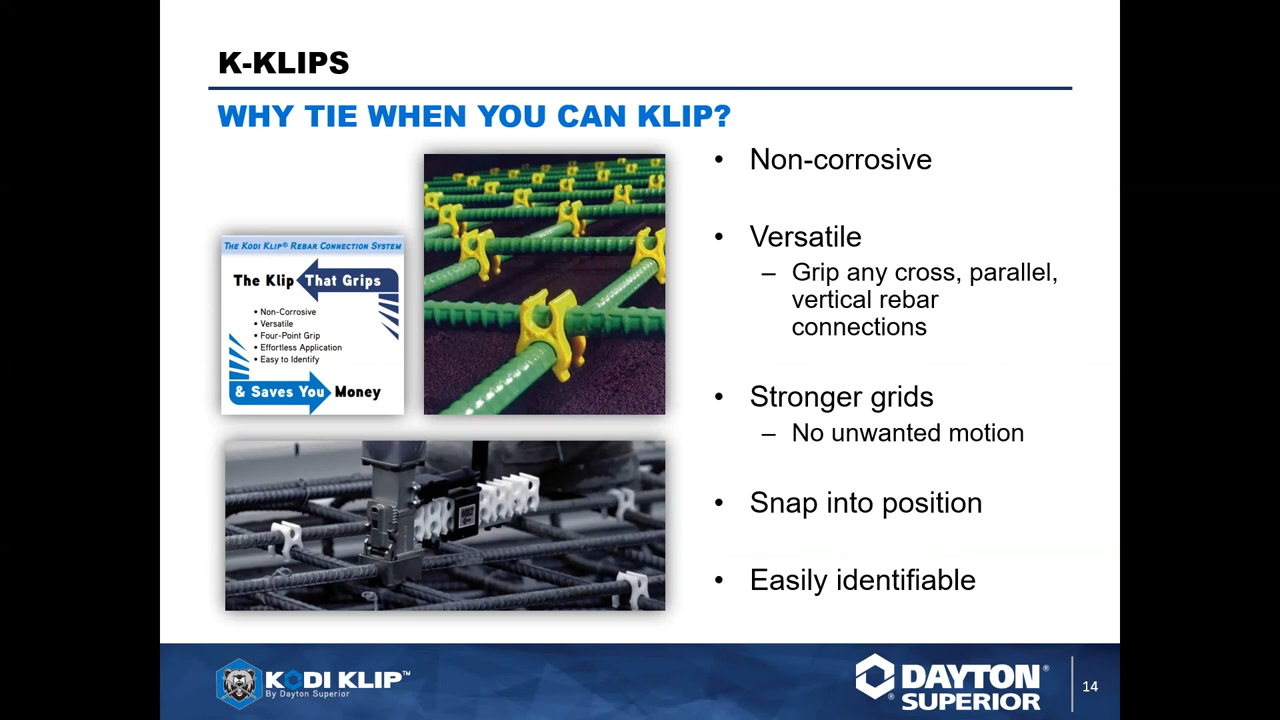 K-KLIPS
WHY TIE WHEN YOU CAN KLIP?
THE KODI KLIP® REBAR CONNECTION SYSTEM
The Klip That Grips
• Non-Corrosive
• Versatile
• Four-Point Grip
• Effortless Application
• Easy to Identify
& Saves You Money
• Non-corrosive
• Versatile
– Grip any cross, parallel,
vertical rebar
connections
• Stronger grids
– No unwanted motion
• Snap into position
• Easily identifiable
KODI KLIP™
By Dayton Superior
DAYTON®
SUPERIOR
®
14